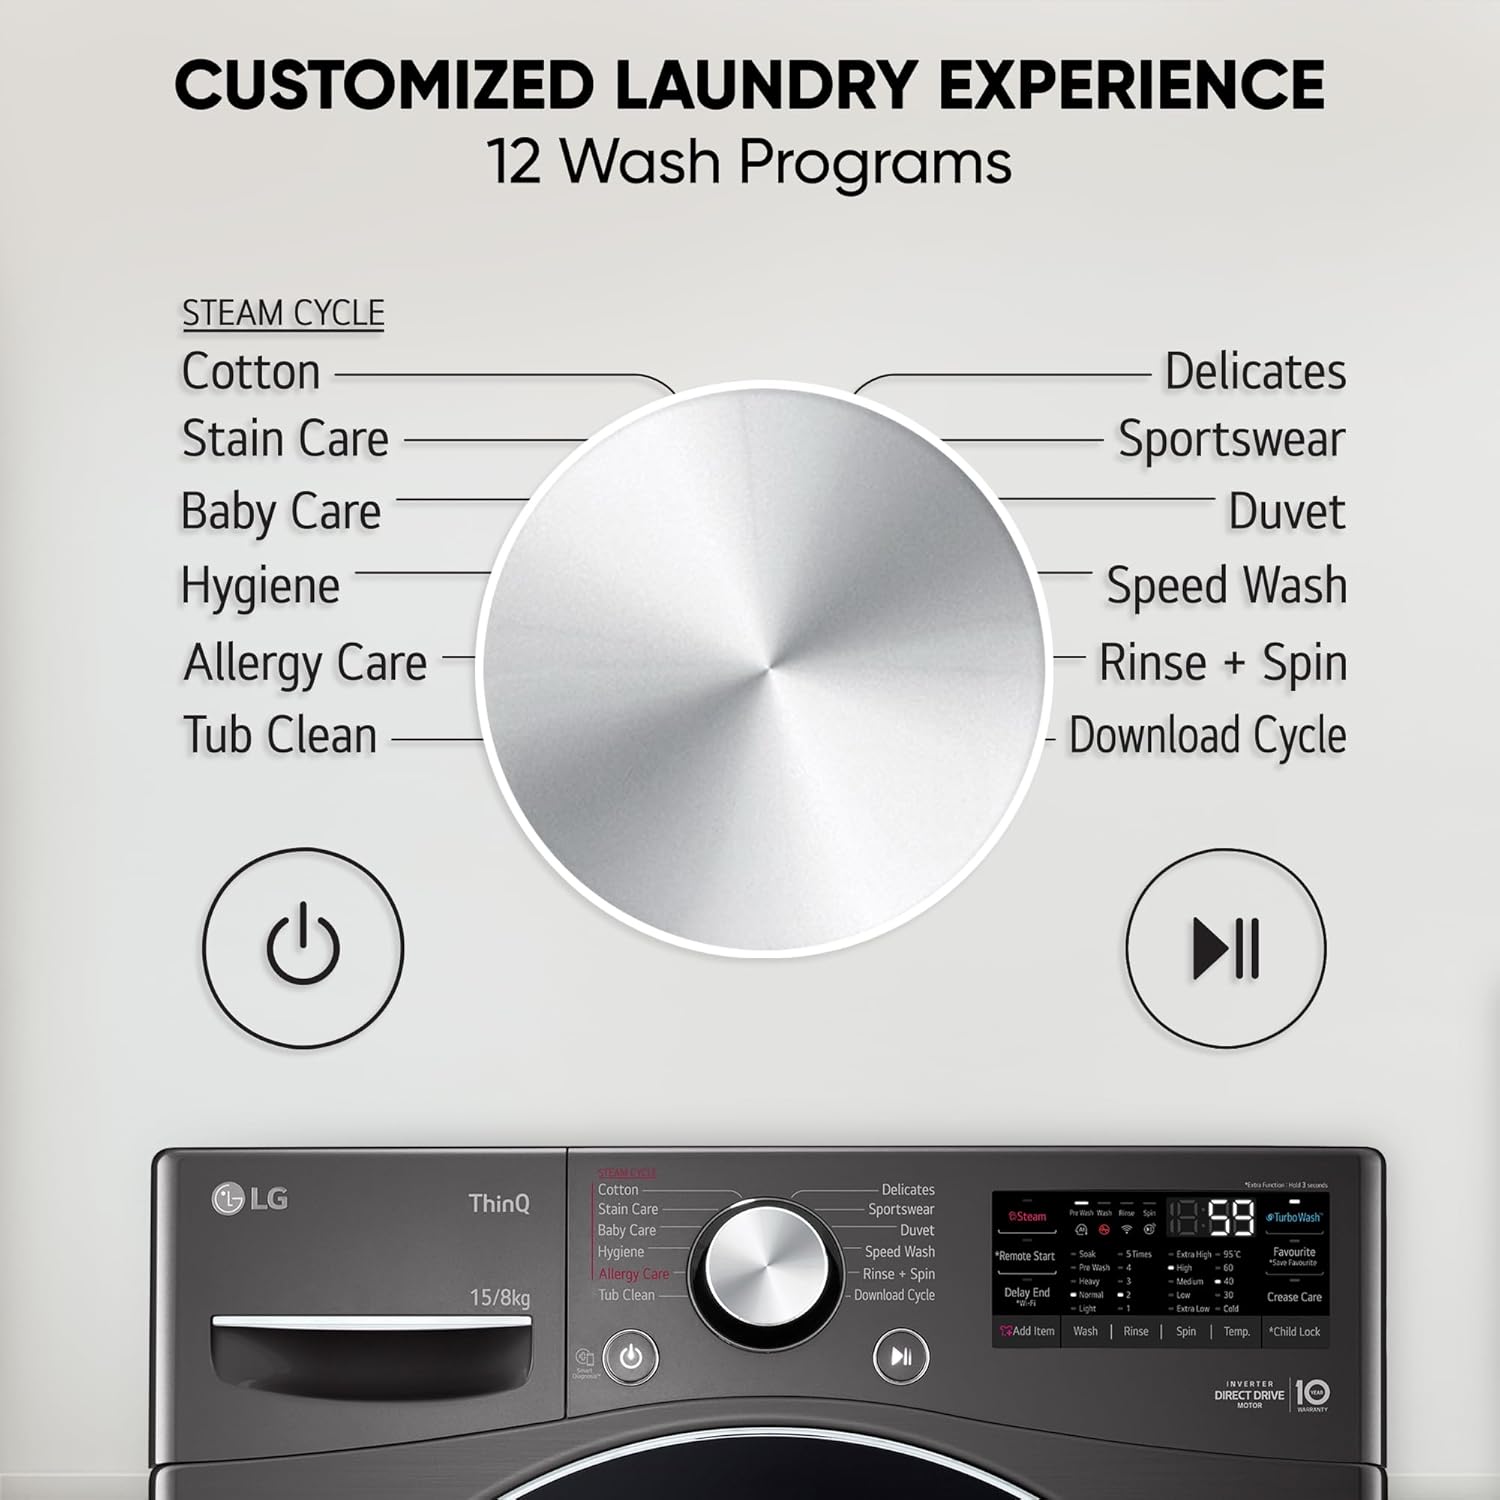 CUSTOMIZED LAUNDRY EXPERIENCE
12 Wash Programs
STEAM CYCLE
Cotton
Stain Care
Baby Care
Hygiene
Allergy Care
Tub Clean
Delicates
Sportswear
Duvet
Speed Wash
Rinse + Spin
Download Cycle
LG
ThinQ
15/8kg
STEAM CYCLE
Cotton
Stain Care
Baby Care
Hygiene
Allergy Care
Tub Clean
Delicates
Sportswear
Duvet
Speed Wash
Rinse + Spin
Download Cycle
Smart
Diagnosis™
*Extra Function : Hold 3 seconds
Steam
*Remote Start
Delay End
*Wi-Fi
Add Item
Pre Wash Wash Rinse Spin
AI
59
Soak 5 Times Extra High 95°C
Pre Wash 4 High 60
Heavy 3 Medium 40
Normal 2 Low 30
Light 1 Extra Low Cold
Wash Rinse Spin Temp.
TurboWash™
Favourite
*Save Favourite
Crease Care
*Child Lock
INVERTER
DIRECT DRIVE
MOTOR
10 YEAR
WARRANTY